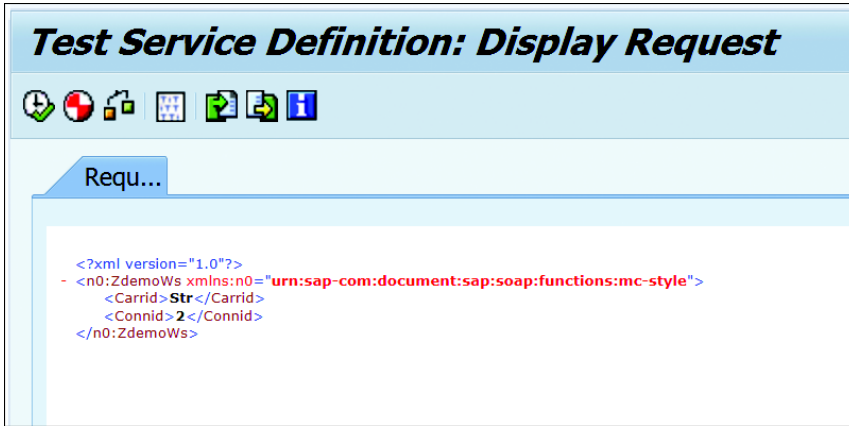 Test Service Definition: Display Request
Requ...
<?xml version="1.0"?>
- <n0:ZdemoWs xmlns:n0="urn:sap-com:document:sap:soap:functions:mc-style">
<Carrid>Str</Carrid>
<Connid>2</Connid>
</n0:ZdemoWs>